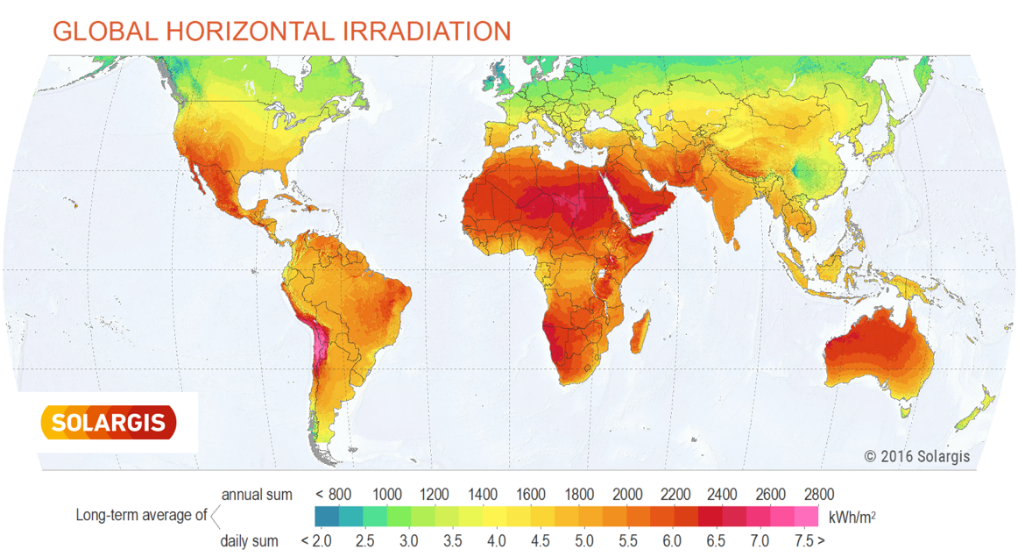 GLOBAL HORIZONTAL IRRADIATION
SOLARGIS
© 2016 Solargis
annual sum < 800 1000 1200 1400 1600 1800 2000 2200 2400 2600 2800
Long-term average of kWh/m²
daily sum < 2.0 2.5 3.0 3.5 4.0 4.5 5.0 5.5 6.0 6.5 7.0 7.5 >